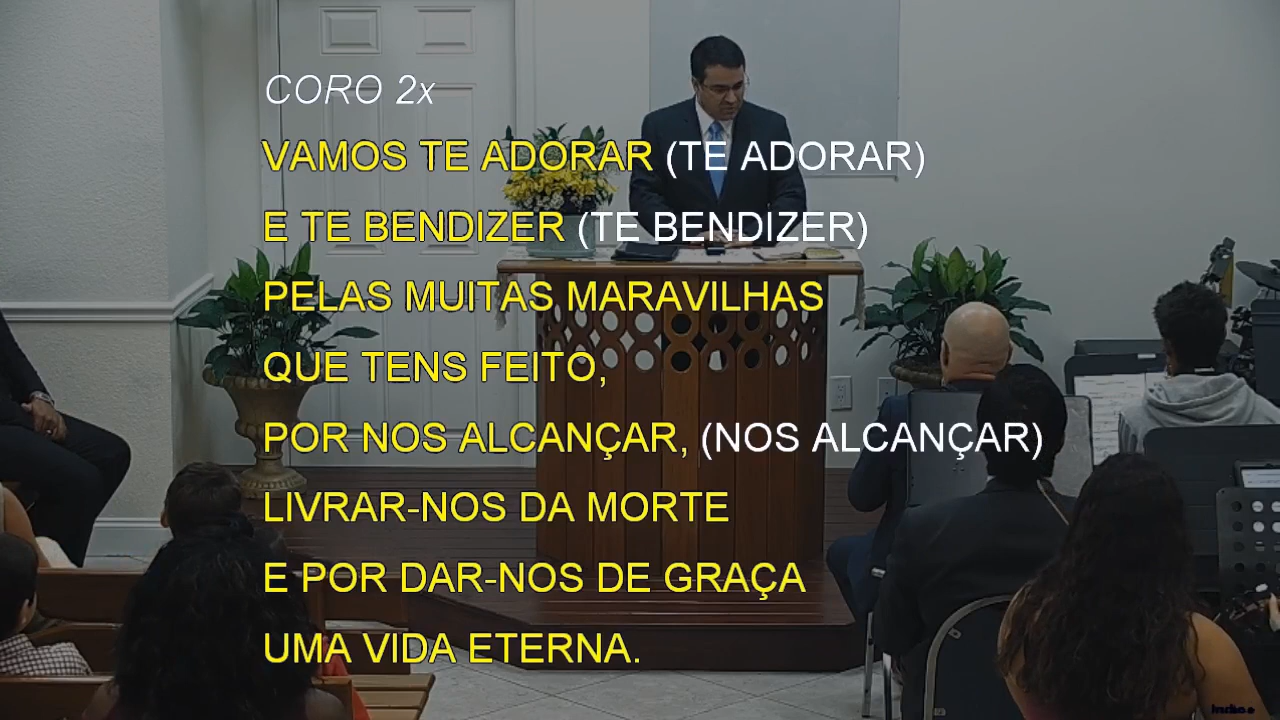 CORO 2x
VAMOS TE ADORAR (TE ADORAR)
E TE BENDIZER (TE BENDIZER)
PELAS MUITAS MARAVILHAS
QUE TENS FEITO,
POR NOS ALCANÇAR, (NOS ALCANÇAR)
LIVRAR-NOS DA MORTE
E POR DAR-NOS DE GRAÇA
UMA VIDA ETERNA.